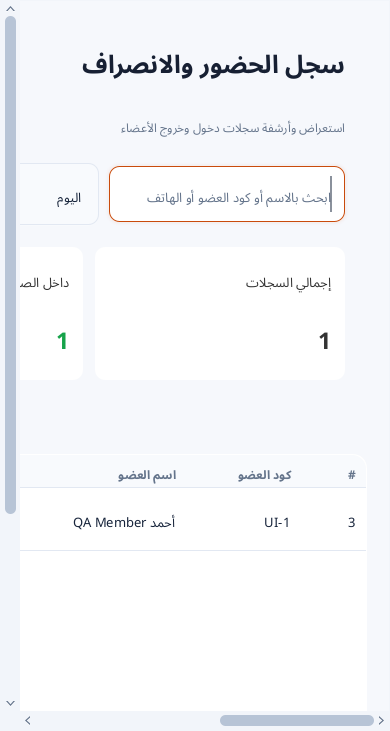 سجل الحضور والانصراف
استعراض وأرشفة سجلات دخول وخروج الأعضاء
ابحث بالاسم أو كود العضو أو الهاتف
اليوم
إجمالي السجلات
1
داخل الص
1
# كود العضو اسم العضو
3 UI-1 أحمد QA Member